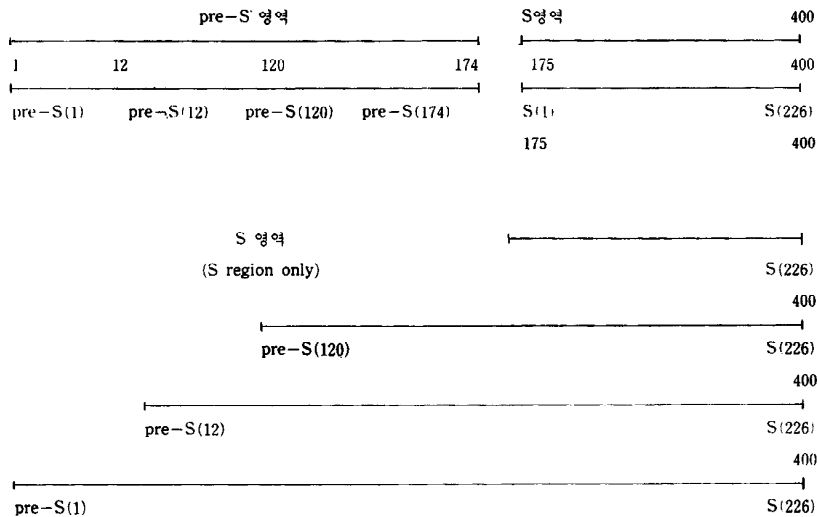 pre-S 영역 S영역 400
1 12 120 174 175 400
pre-S(1) pre-S(12) pre-S(120) pre-S(174) S(1) S(226)
175 400
S 영역
(S region only) S(226)
400
pre-S(120) S(226)
400
pre-S(12) S(226)
400
pre-S(1) S(226)